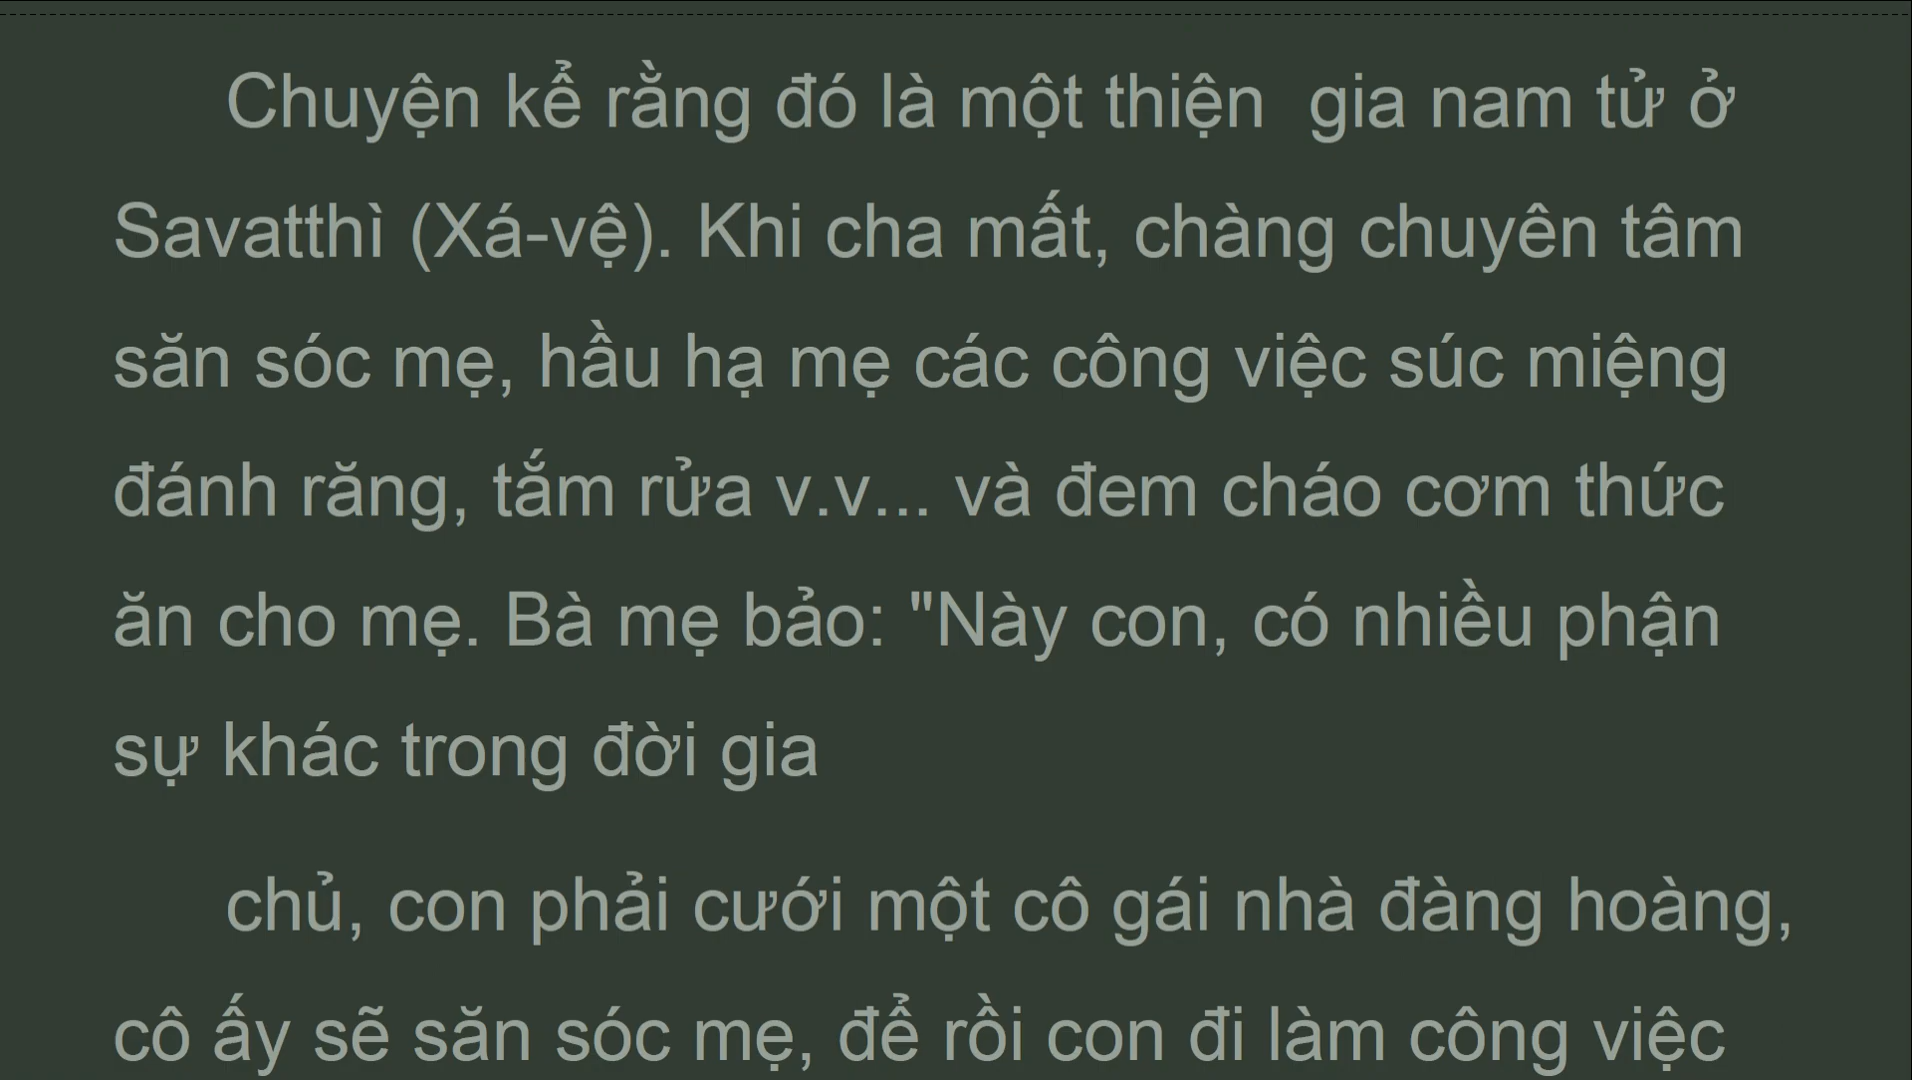 Chuyện kể rằng đó là một thiện  gia nam tử ở
Savatthì (Xá-vệ). Khi cha mất, chàng chuyên tâm
săn sóc mẹ, hầu hạ mẹ các công việc súc miệng
đánh răng, tắm rửa v.v... và đem cháo cơm thức
ăn cho mẹ. Bà mẹ bảo: "Này con, có nhiều phận
sự khác trong đời gia
chủ, con phải cưới một cô gái nhà đàng hoàng,
cô ấy sẽ săn sóc mẹ, để rồi con đi làm công việc